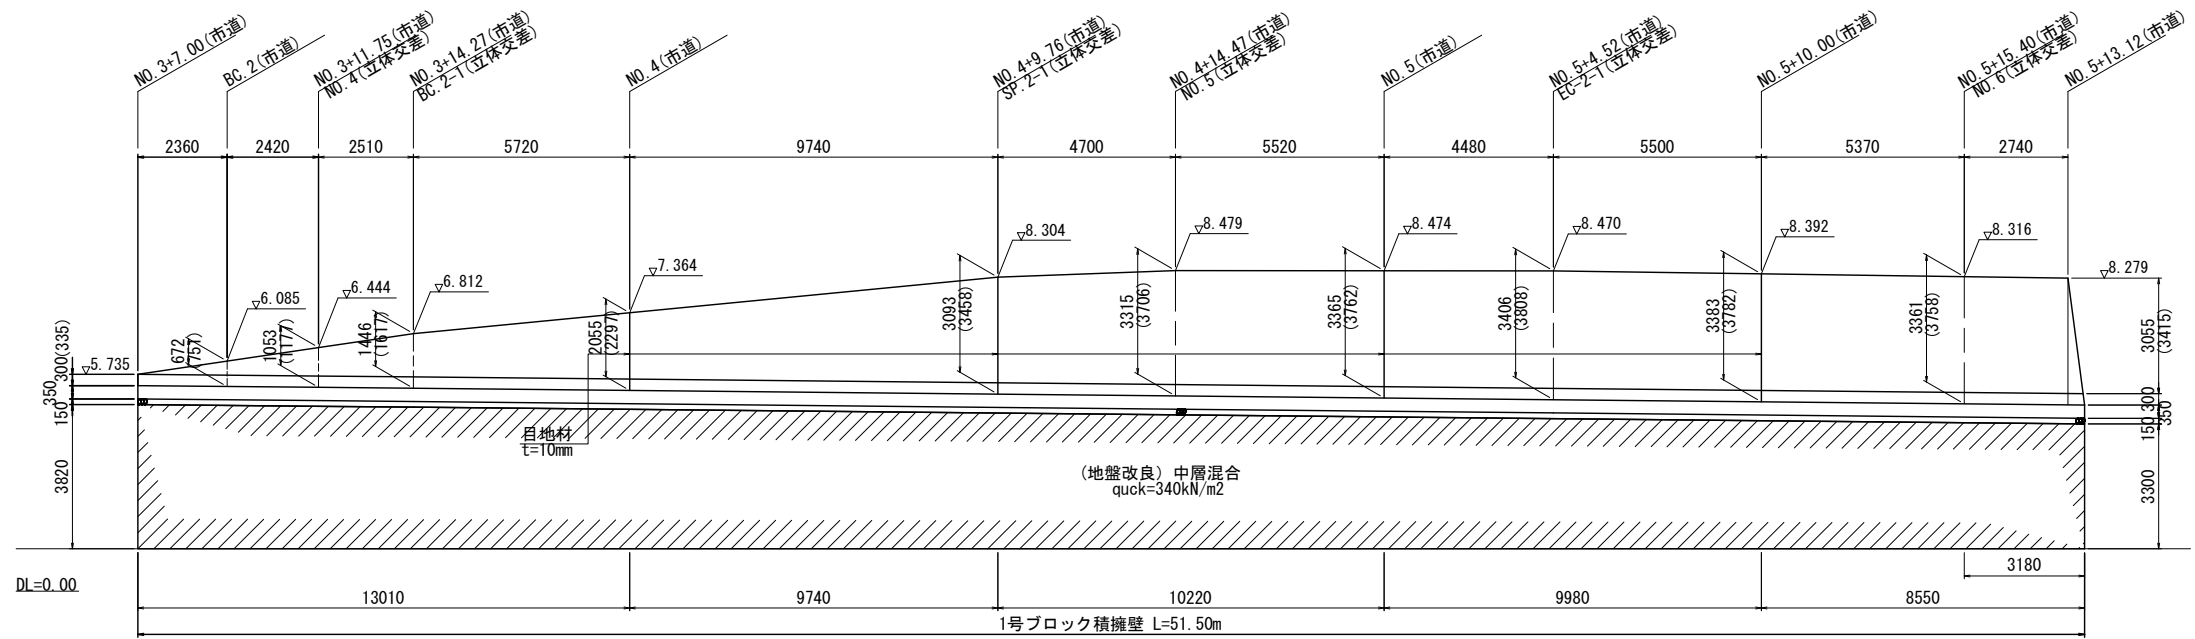 NO.3+7.00(市道)
BC.2(市道)
NO.3+11.75(市道)
NO.4(立体交差)
NO.3+14.27(市道)
BC.2-1(立体交差)
NO.4(市道)
NO.4+9.76(市道)
SP.2-1(立体交差)
NO.4+14.47(市道)
NO.5(立体交差)
NO.5(市道)
NO.5+4.52(市道)
EC-2-1(立体交差)
NO.5+10.00(市道)
NO.5+15.40(市道)
NO.6(立体交差)
NO.5+13.12(市道)
2360 2420 2510 5720 9740 4700 5520 4480 5500 5370 2740
▽5.735
▽6.085
▽6.444
▽6.812
▽7.364
▽8.304
▽8.479
▽8.474
▽8.470
▽8.392
▽8.316
▽8.279
300(335)
350
150
3820
672
(751)
1053
(1177)
1446
(1617)
2055
(2297)
3093
(3458)
3315
(3706)
3365
(3762)
3406
(3808)
3383
(3782)
3361
(3758)
3055
(3415)
300
350
150
3300
目地材
t=10mm
(地盤改良) 中層混合
quck=340kN/m2
DL=0.00
3180
13010 9740 10220 9980 8550
1号ブロック積擁壁 L=51.50m